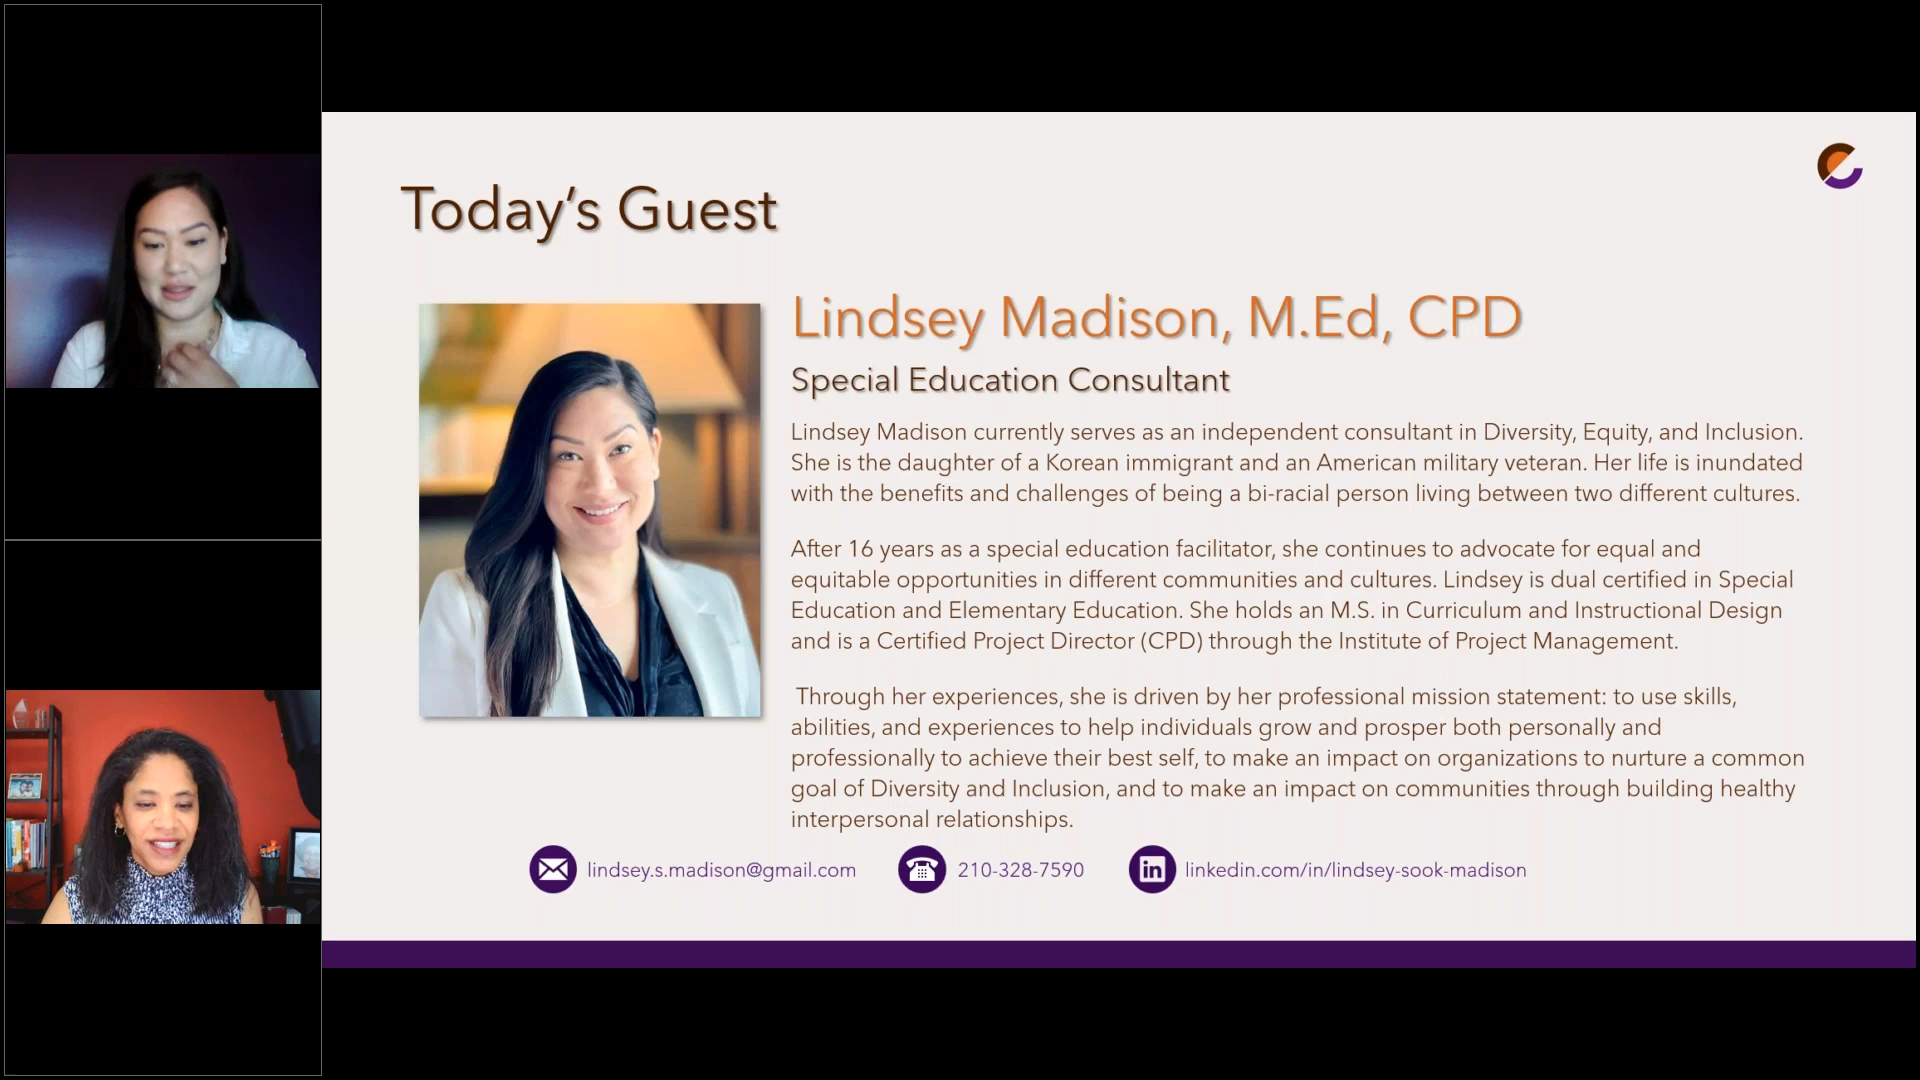 Today's Guest
Lindsey Madison, M.Ed, CPD
Special Education Consultant
Lindsey Madison currently serves as an independent consultant in Diversity, Equity, and Inclusion.
She is the daughter of a Korean immigrant and an American military veteran. Her life is inundated
with the benefits and challenges of being a bi-racial person living between two different cultures.
After 16 years as a special education facilitator, she continues to advocate for equal and
equitable opportunities in different communities and cultures. Lindsey is dual certified in Special
Education and Elementary Education. She holds an M.S. in Curriculum and Instructional Design
and is a Certified Project Director (CPD) through the Institute of Project Management.
Through her experiences, she is driven by her professional mission statement: to use skills,
abilities, and experiences to help individuals grow and prosper both personally and
professionally to achieve their best self, to make an impact on organizations to nurture a common
goal of Diversity and Inclusion, and to make an impact on communities through building healthy
interpersonal relationships.
lindsey.s.madison@gmail.com
210-328-7590
in
linkedin.com/in/lindsey-sook-madison